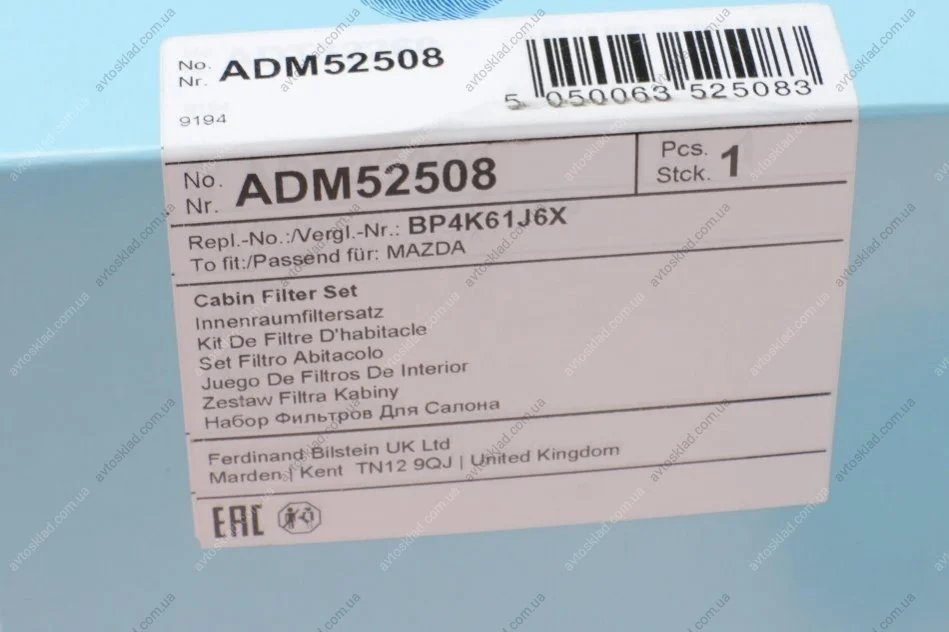 No. ADM52508
Nr.
9194
5 050063 525083
No. ADM52508
Nr.
Pcs. 1
Stck.
Repl.-No.:/Vergl.-Nr.: BP4K61J6X
To fit:/Passend für: MAZDA
Cabin Filter Set
Innenraumfiltersatz
Kit De Filtre D'habitacle
Set Filtro Abitacolo
Juego De Filtros De Interior
Zestaw Filtra Kabiny
Набор Фильтров Для Салона
Ferdinand Bilstein UK Ltd
Marden | Kent TN12 9QJ | United Kingdom
EAC
avtosklad.com.ua